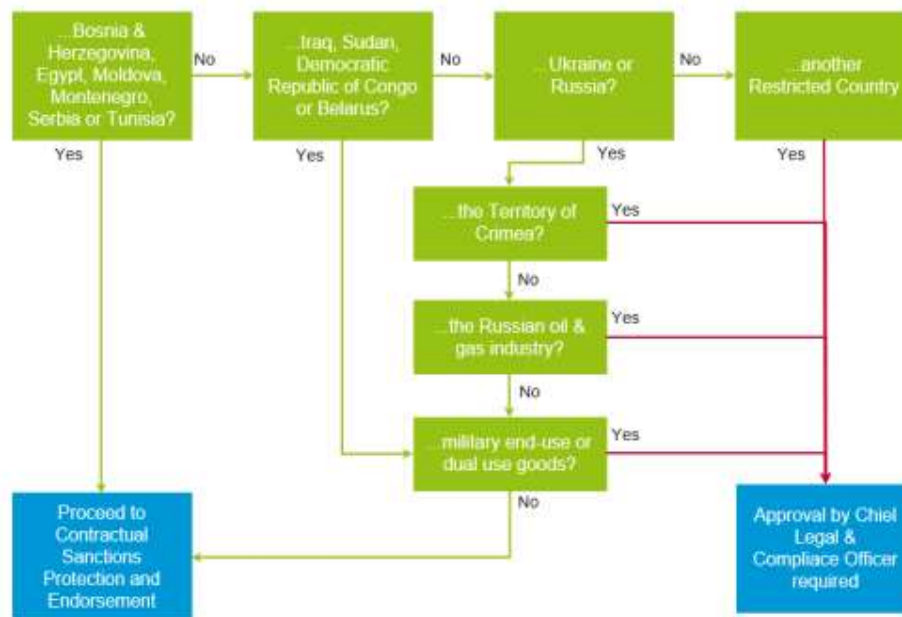 ...Bosnia &
Herzegovina,
Egypt, Moldova,
Montenegro,
Serbia or Tunisia?
No
...Iraq, Sudan,
Democratic
Republic of Congo
or Belarus?
No
...Ukraine or
Russia?
No
...another
Restricted Country
Yes
Yes
Yes
Yes
...the Territory of
Crimea?
Yes
No
...the Russian oil &
gas industry?
Yes
No
...military end-use or
dual use goods?
Yes
No
Proceed to
Contractual
Sanctions
Protection and
Endorsement
Approval by Chief
Legal &
Compliace Officer
required